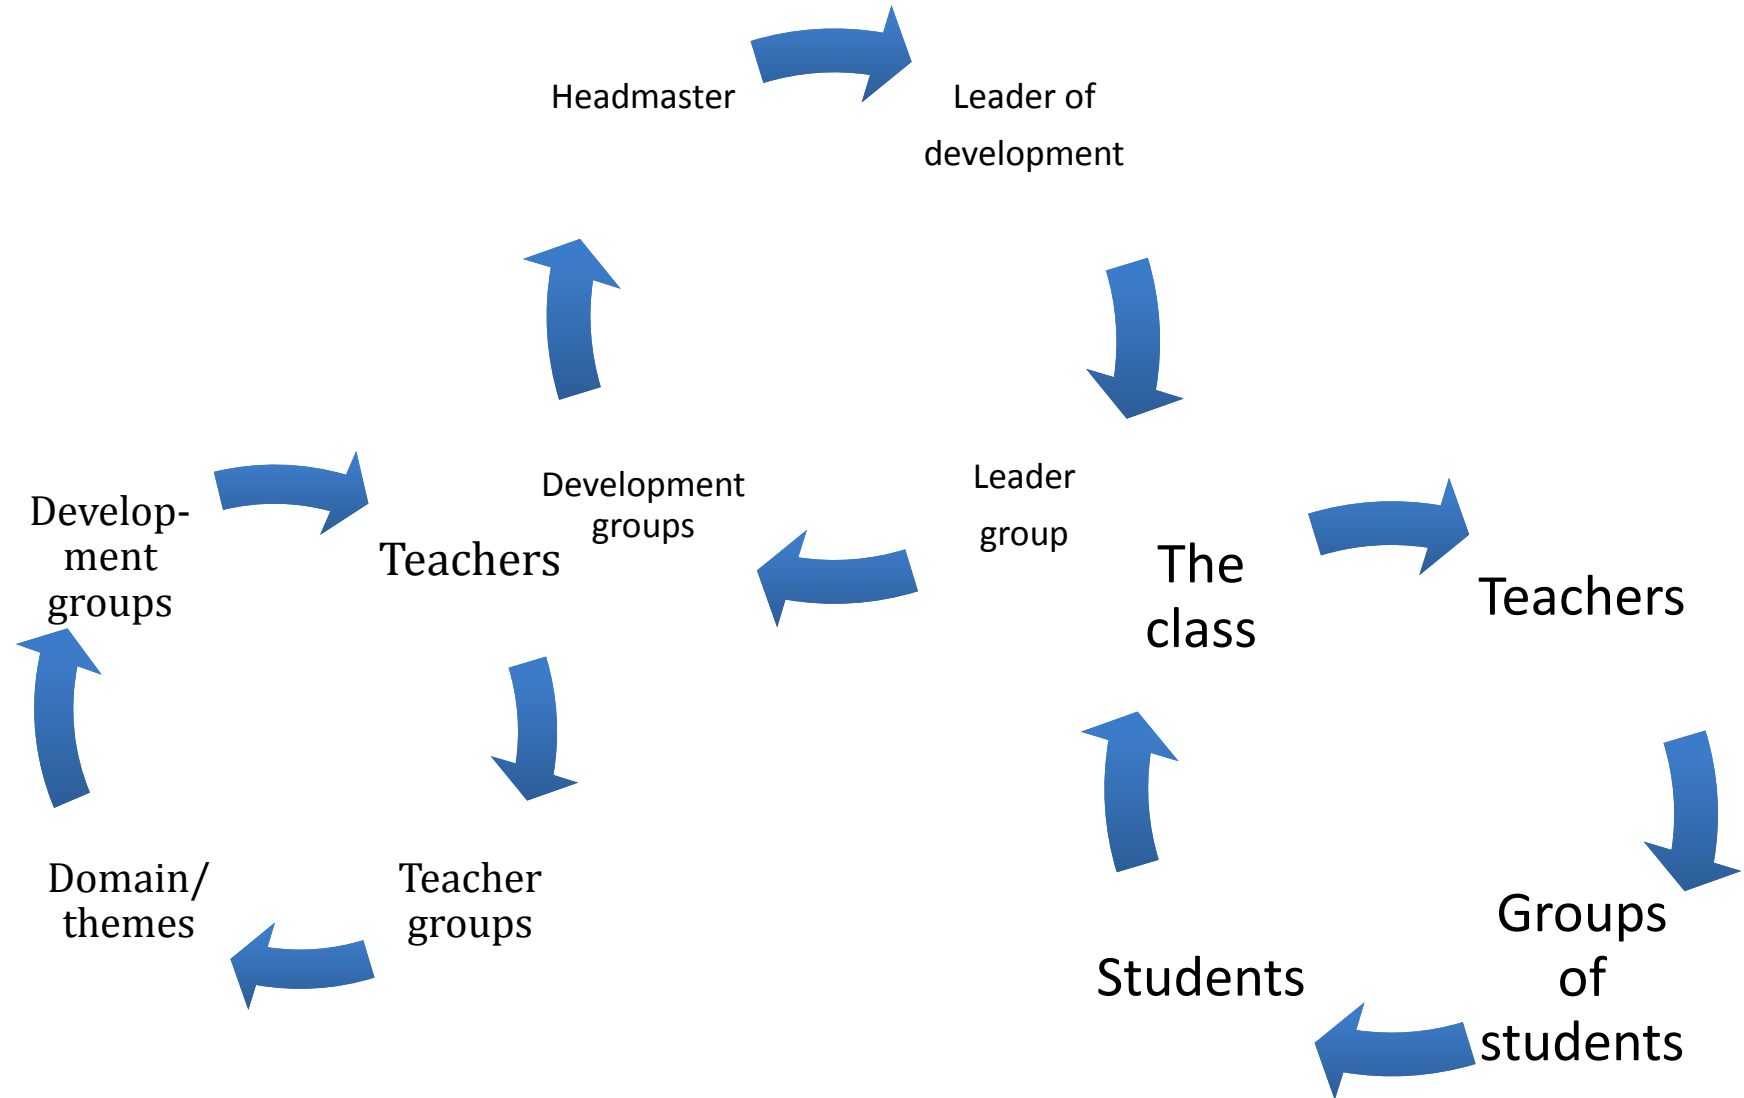 Headmaster
Leader of
development
Development
groups
Leader
group
Develop-
ment
groups
Teachers
Domain/
themes
Teacher
groups
The
class
Teachers
Students
Groups
of
students